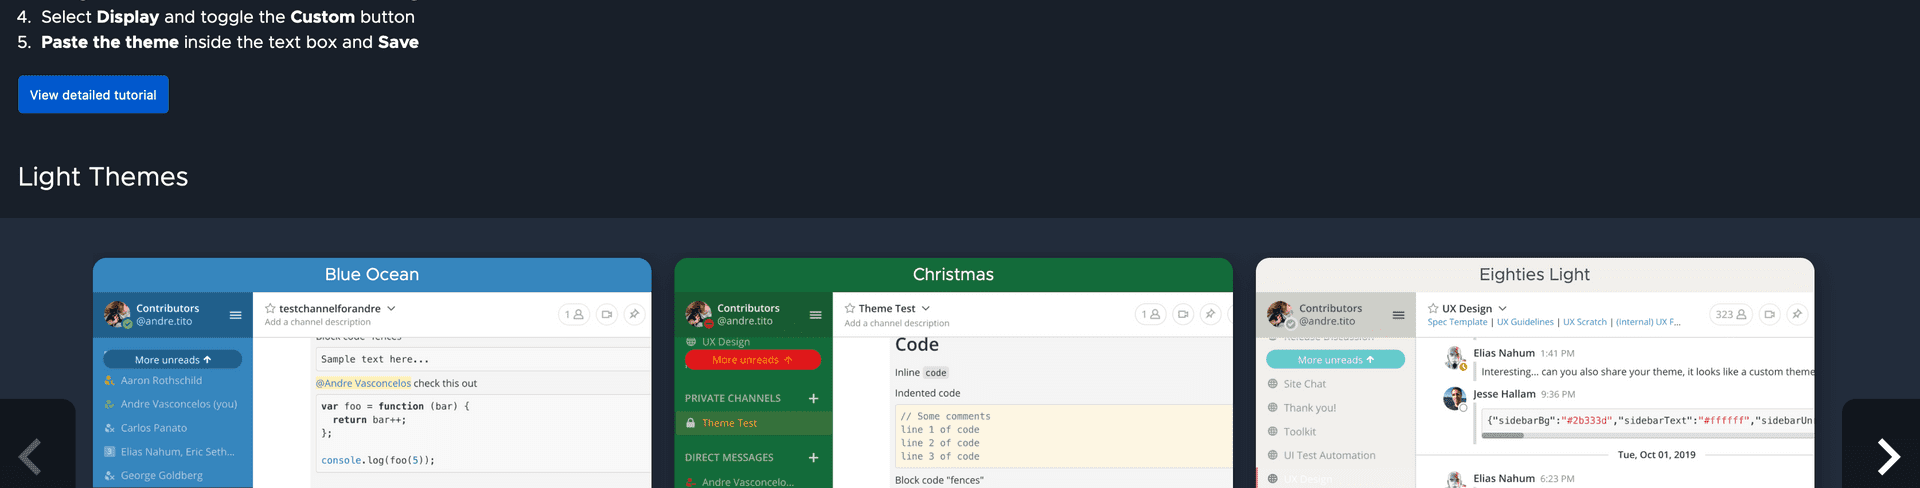 4. Select Display and toggle the Custom button
5. Paste the theme inside the text box and Save
View detailed tutorial
Light Themes
Blue Ocean
Contributors
@andre.tito
More unreads ↑
Aaron Rothschild
Andre Vasconcelos (you)
Carlos Panato
3 Elias Nahum, Eric Seth...
George Goldberg
testchannelforandre
Add a channel description
1
Block code "fences"
Sample text here...
@Andre Vasconcelos check this out
var foo = function (bar) {
return bar++;
};
console.log(foo(5));
Christmas
Contributors
@andre.tito
UX Design
More unreads ↑
PRIVATE CHANNELS +
Theme Test
DIRECT MESSAGES +
Andre Vasconcelo...
Theme Test
Add a channel description
1
Code
Inline code
Indented code
// Some comments
line 1 of code
line 2 of code
line 3 of code
Block code "fences"
Eighties Light
Contributors
@andre.tito
Release Discussion
More unreads ↑
Site Chat
Thank you!
Toolkit
UI Test Automation
UX Design
UX Design
Spec Template | UX Guidelines | UX Scratch | (internal) UX F...
323
Elias Nahum 1:41 PM
Interesting... can you also share your theme, it looks like a custom theme
Jesse Hallam 9:36 PM
{"sidebarBg":"#2b333d","sidebarText":"#ffffff","sidebarUn
Tue, Oct 01, 2019
Elias Nahum 6:23 PM